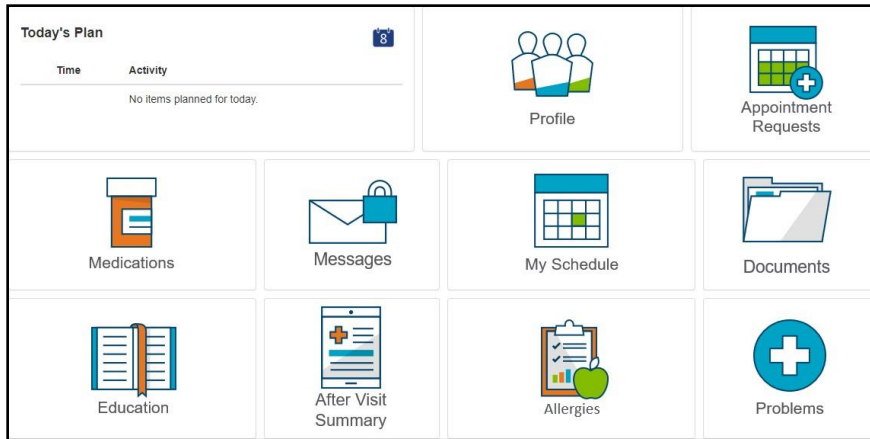 Today's Plan
8
Time Activity
No items planned for today.
Profile
Appointment
Requests
Medications
Messages
My Schedule
Documents
Education
After Visit
Summary
Allergies
Problems